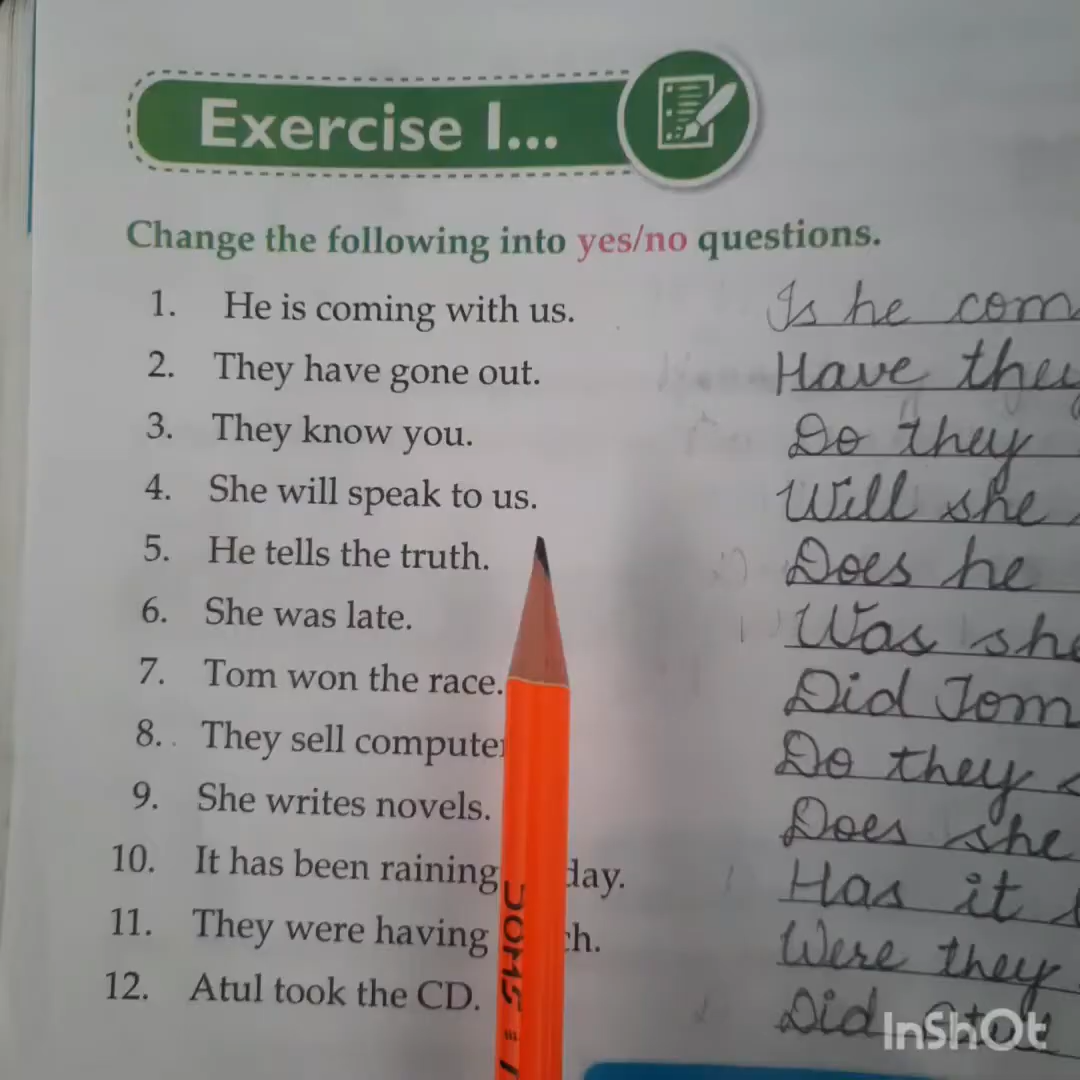 Exercise I...
Change the following into yes/no questions.
1. He is coming with us. Is he com
2. They have gone out. Have they
3. They know you. Do they
4. She will speak to us. Will she
5. He tells the truth. Does he
6. She was late. Was she
7. Tom won the race. Did Tom
8. They sell compute Do they
9. She writes novels. Does she
10. It has been raining day. Has it
11. They were having ch. Were they
12. Atul took the CD. Did Atul
DOMS
InShOt